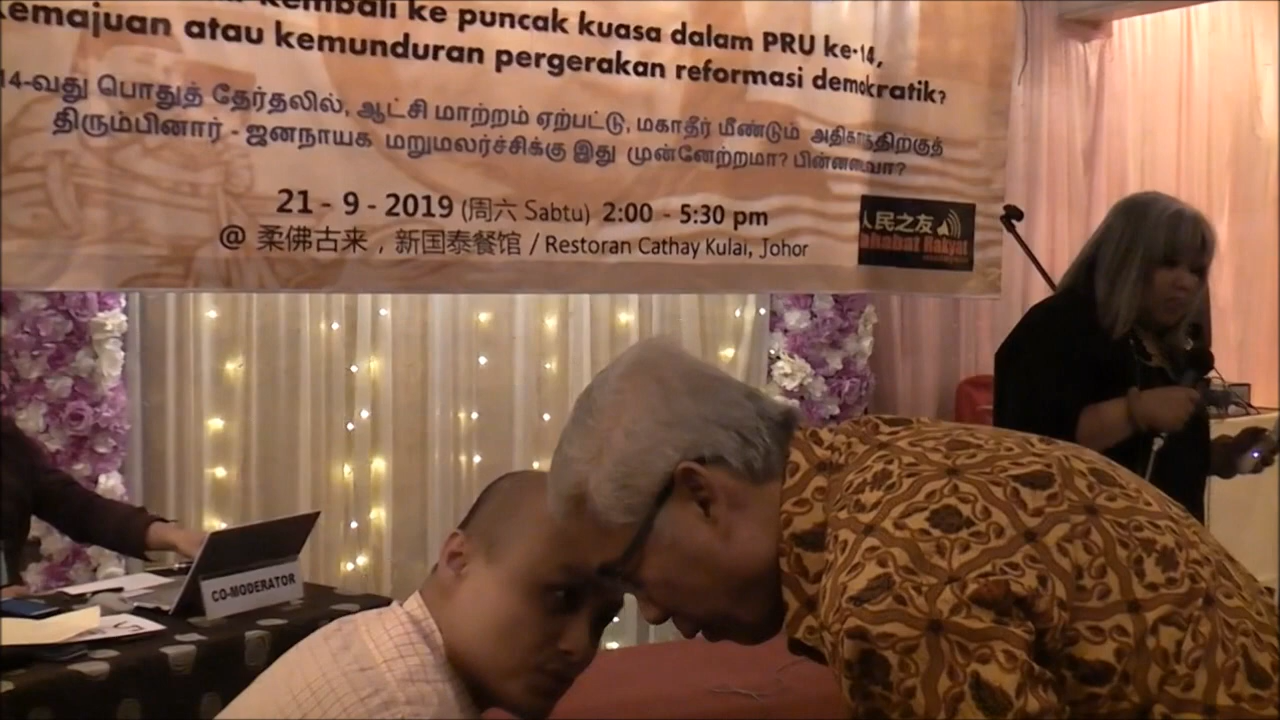 kembali ke puncak kuasa dalam PRU ke-14,
kemajuan atau kemunduran pergerakan reformasi demokratik?
14-வது பொதுத் தேர்தலில், ஆட்சி மாற்றம் ஏற்பட்டு, மகாதீர் மீண்டும் அதிகாரத்திற்குத்
திரும்பினார் - ஜனநாயக மறுமலர்ச்சிக்கு இது முன்னேற்றமா? பின்னடைவா?
21 - 9 - 2019 (周六 Sabtu) 2:00 - 5:30 pm
@ 柔佛古来，新国泰餐馆 / Restoran Cathay Kulai, Johor
人民之友
Sahabat Rakyat
CO-MODERATOR